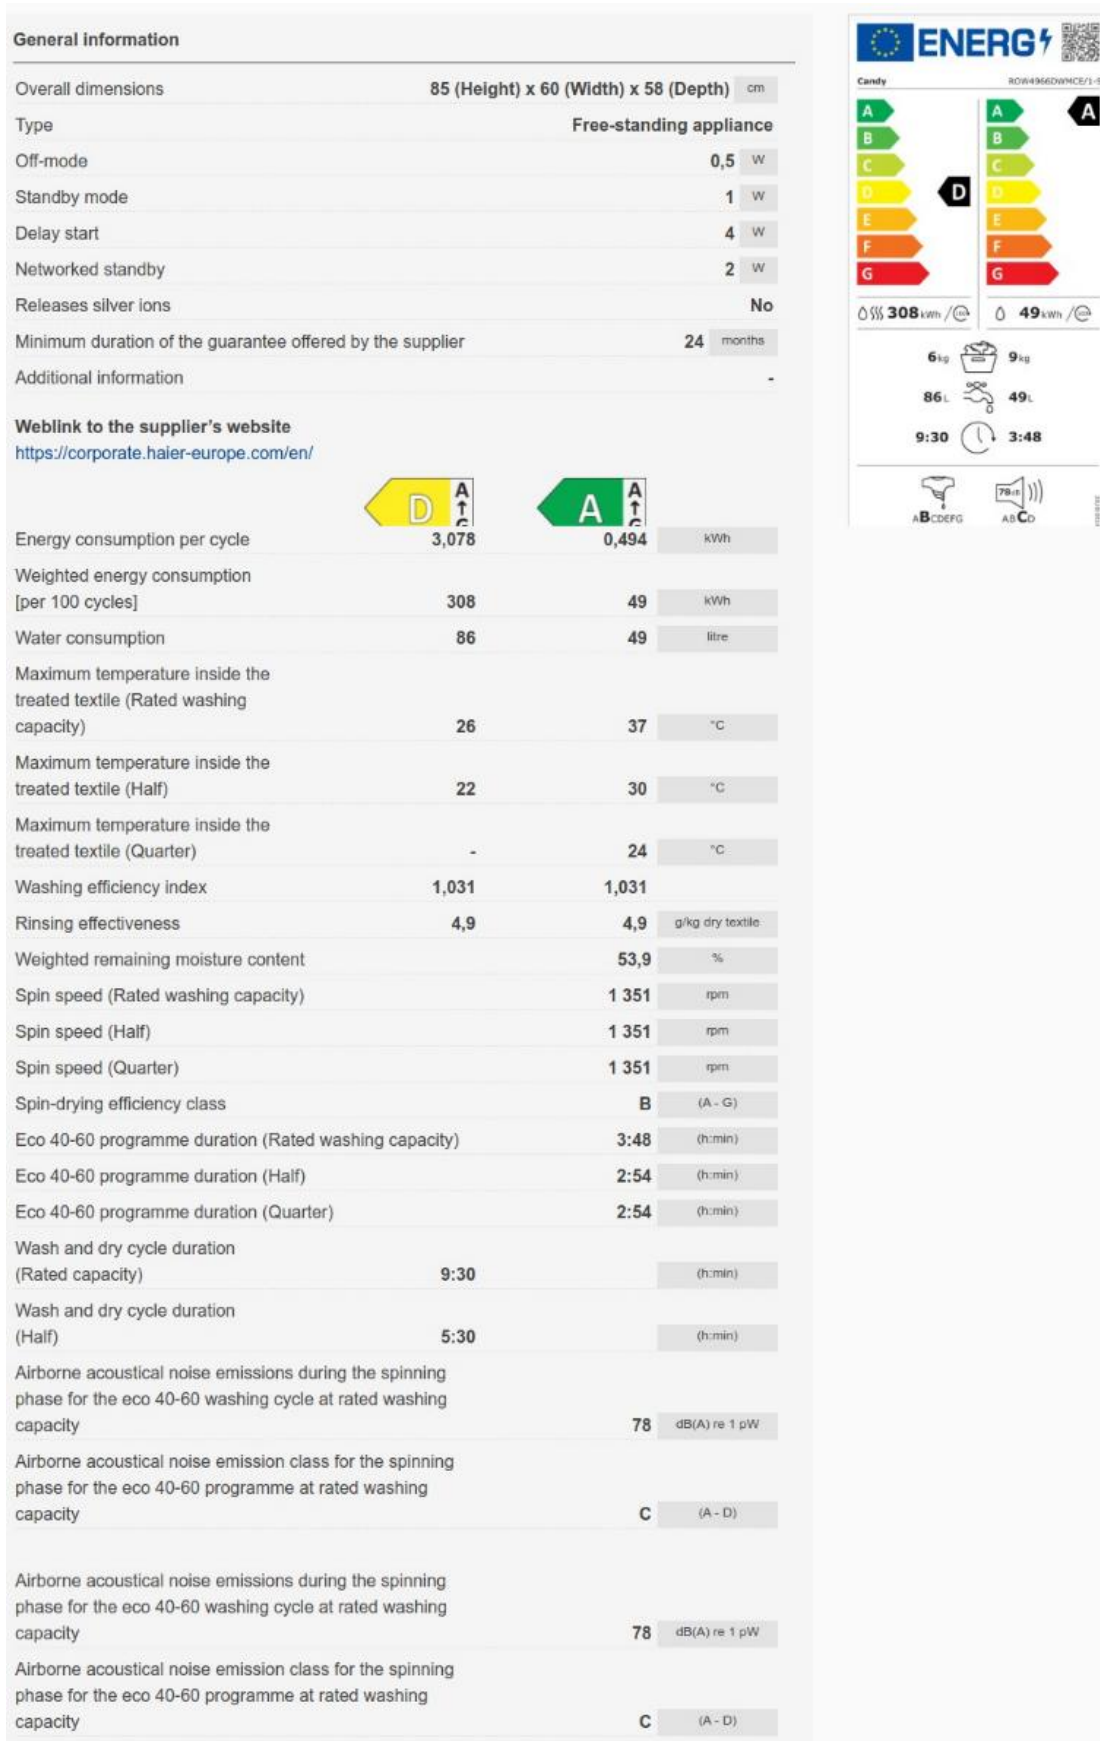 General information
Overall dimensions 85 (Height) x 60 (Width) x 58 (Depth) cm
Type Free-standing appliance
Off-mode 0,5 W
Standby mode 1 W
Delay start 4 W
Networked standby 2 W
Releases silver ions No
Minimum duration of the guarantee offered by the supplier 24 months
Additional information -
Weblink to the supplier's website
https://corporate.haier-europe.com/en/
D A↑G A A↑G
Energy consumption per cycle 3,078 0,494 kWh
Weighted energy consumption
[per 100 cycles] 308 49 kWh
Water consumption 86 49 litre
Maximum temperature inside the
treated textile (Rated washing
capacity) 26 37 °C
Maximum temperature inside the
treated textile (Half) 22 30 °C
Maximum temperature inside the
treated textile (Quarter) - 24 °C
Washing efficiency index 1,031 1,031
Rinsing effectiveness 4,9 4,9 g/kg dry textile
Weighted remaining moisture content 53,9 %
Spin speed (Rated washing capacity) 1 351 rpm
Spin speed (Half) 1 351 rpm
Spin speed (Quarter) 1 351 rpm
Spin-drying efficiency class B (A - G)
Eco 40-60 programme duration (Rated washing capacity) 3:48 (h:min)
Eco 40-60 programme duration (Half) 2:54 (h:min)
Eco 40-60 programme duration (Quarter) 2:54 (h:min)
Wash and dry cycle duration
(Rated capacity) 9:30 (h:min)
Wash and dry cycle duration
(Half) 5:30 (h:min)
Airborne acoustical noise emissions during the spinning
phase for the eco 40-60 washing cycle at rated washing
capacity 78 dB(A) re 1 pW
Airborne acoustical noise emission class for the spinning
phase for the eco 40-60 programme at rated washing
capacity C (A - D)
Airborne acoustical noise emissions during the spinning
phase for the eco 40-60 washing cycle at rated washing
capacity 78 dB(A) re 1 pW
Airborne acoustical noise emission class for the spinning
phase for the eco 40-60 programme at rated washing
capacity C (A - D)
ENERG
Candy ROW4966DWMCE/1-S
A A A
B B
C C
D D D
E E
F F
G G
308 kWh / 49 kWh /
6 kg 9 kg
86 L 49 L
9:30 3:48
78 dB
ABCDEFG ABCD